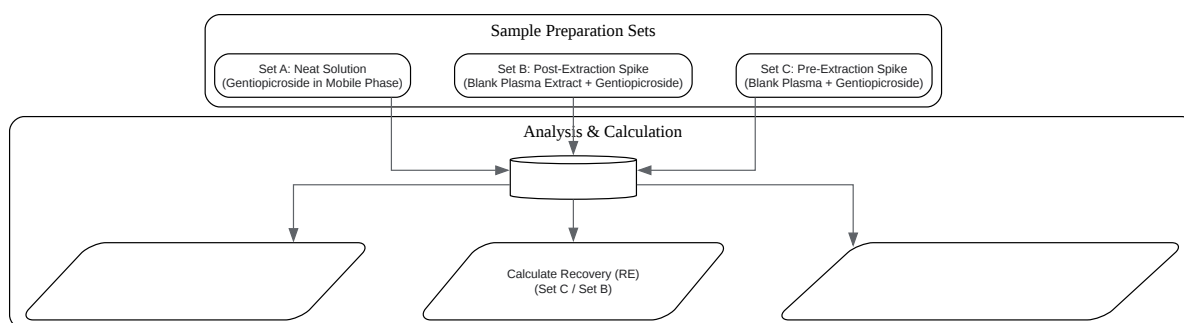 Sample Preparation Sets
Set A: Neat Solution
(Gentiopicroside in Mobile Phase)
Set B: Post-Extraction Spike
(Blank Plasma Extract + Gentiopicroside)
Set C: Pre-Extraction Spike
(Blank Plasma + Gentiopicroside)
Analysis & Calculation
Calculate Recovery (RE)
(Set C / Set B)